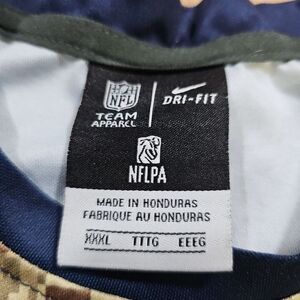 NFL
TEAM
APPAREL
DRI-FIT
NFLPA
MADE IN HONDURAS
FABRIQUE AU HONDURAS
XXXL TTTG EEEG